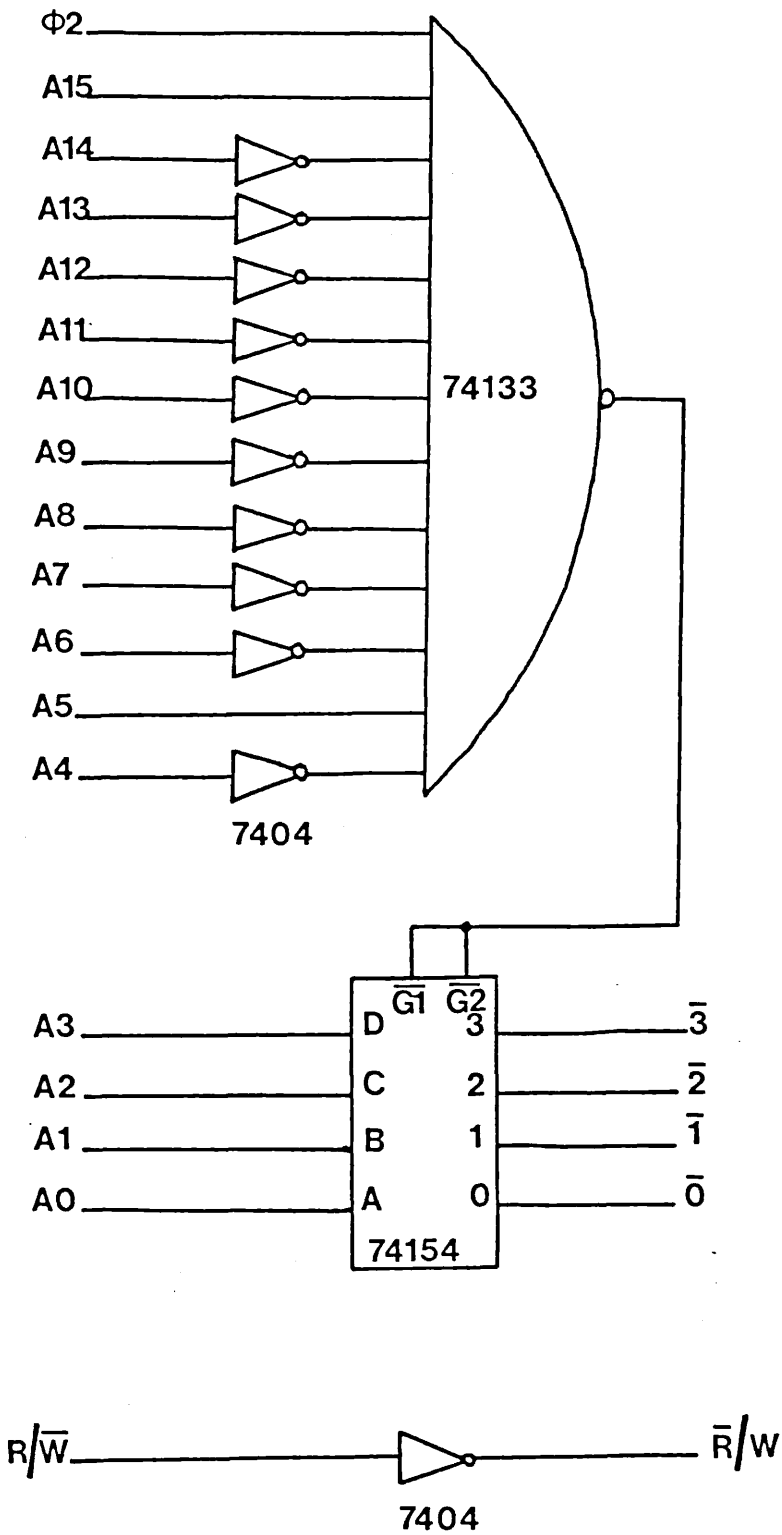 Φ2
A15
A14
A13
A12
A11
A10
74133
A9
A8
A7
A6
A5
A4
7404
G̅1̅ G̅2̅
A3 D 3 3̅
A2 C 2 2̅
A1 B 1 1̅
A0 A 0 0̅
74154
R/W̅ R̅/W
7404